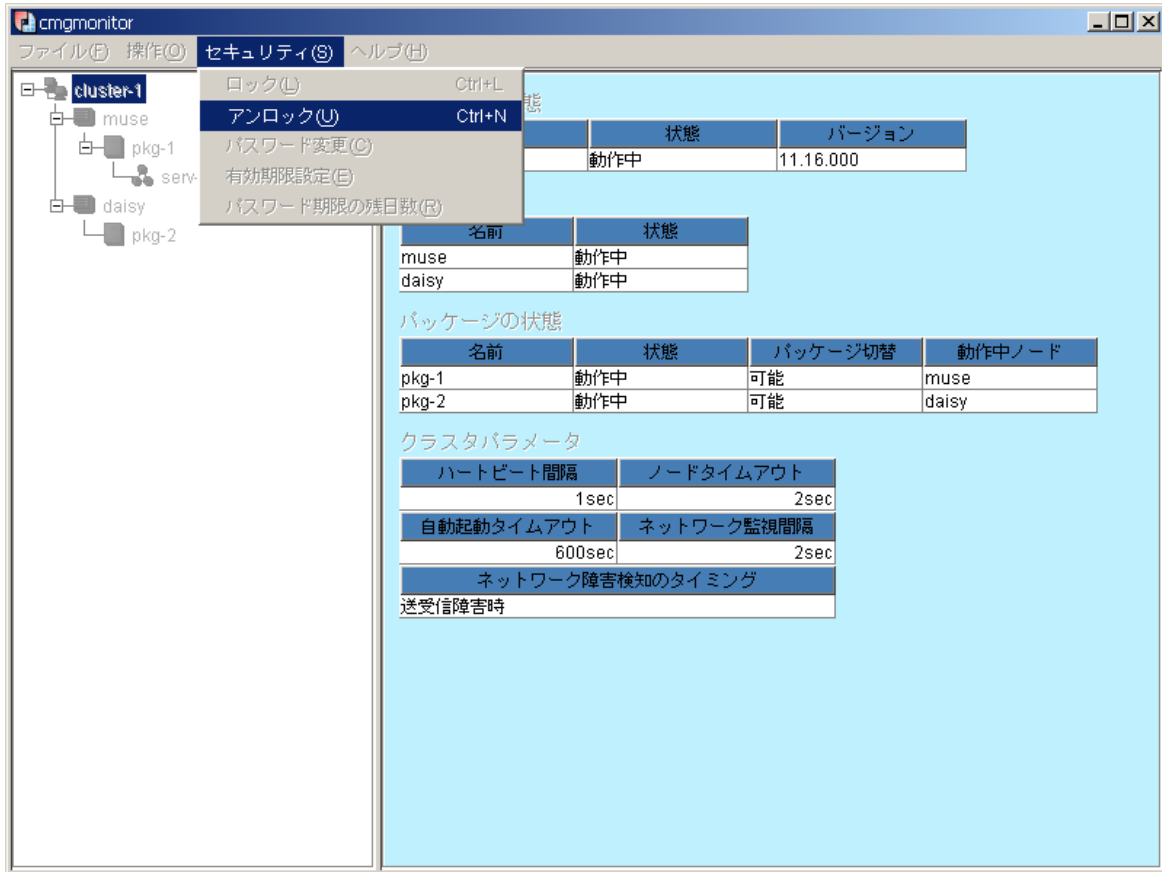 cmgmonitor
ファイル(F) 操作(O) セキュリティ(S) ヘルプ(H)
ロック(L) Ctrl+L
アンロック(U) Ctrl+N
パスワード変更(C)
有効期限設定(E)
パスワード期限の残日数(R)
cluster-1
muse
pkg-1
serv-
daisy
pkg-2
態
状態 バージョン
動作中 11.16.000
名前 状態
muse 動作中
daisy 動作中
パッケージの状態
名前 状態 パッケージ切替 動作中ノード
pkg-1 動作中 可能 muse
pkg-2 動作中 可能 daisy
クラスタパラメータ
ハートビート間隔 ノードタイムアウト
1sec 2sec
自動起動タイムアウト ネットワーク監視間隔
600sec 2sec
ネットワーク障害検知のタイミング
送受信障害時